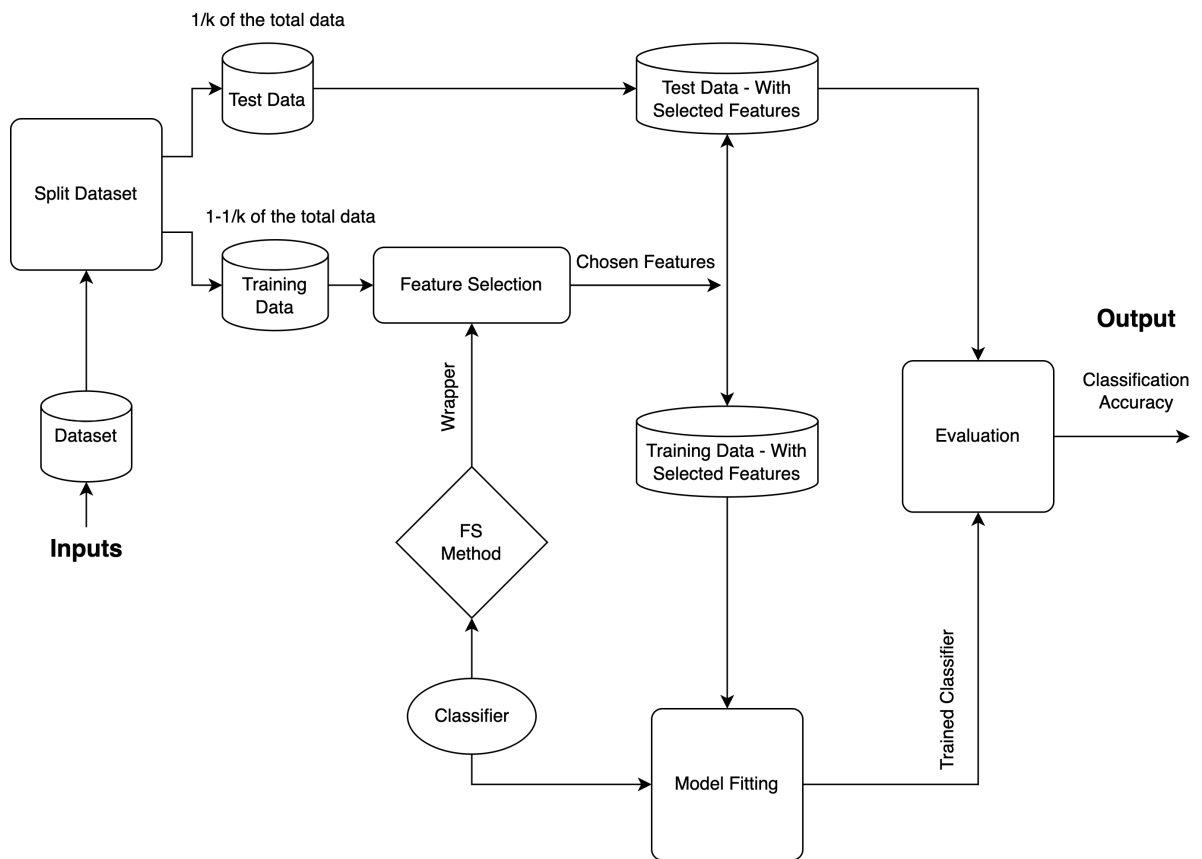 1/k of the total data
Test Data
Test Data - With
Selected Features
Split Dataset
1-1/k of the total data
Training
Data
Feature Selection
Chosen Features
Output
Classification
Accuracy
Wrapper
Dataset
Training Data - With
Selected Features
Evaluation
Inputs
FS
Method
Trained Classifier
Classifier
Model Fitting